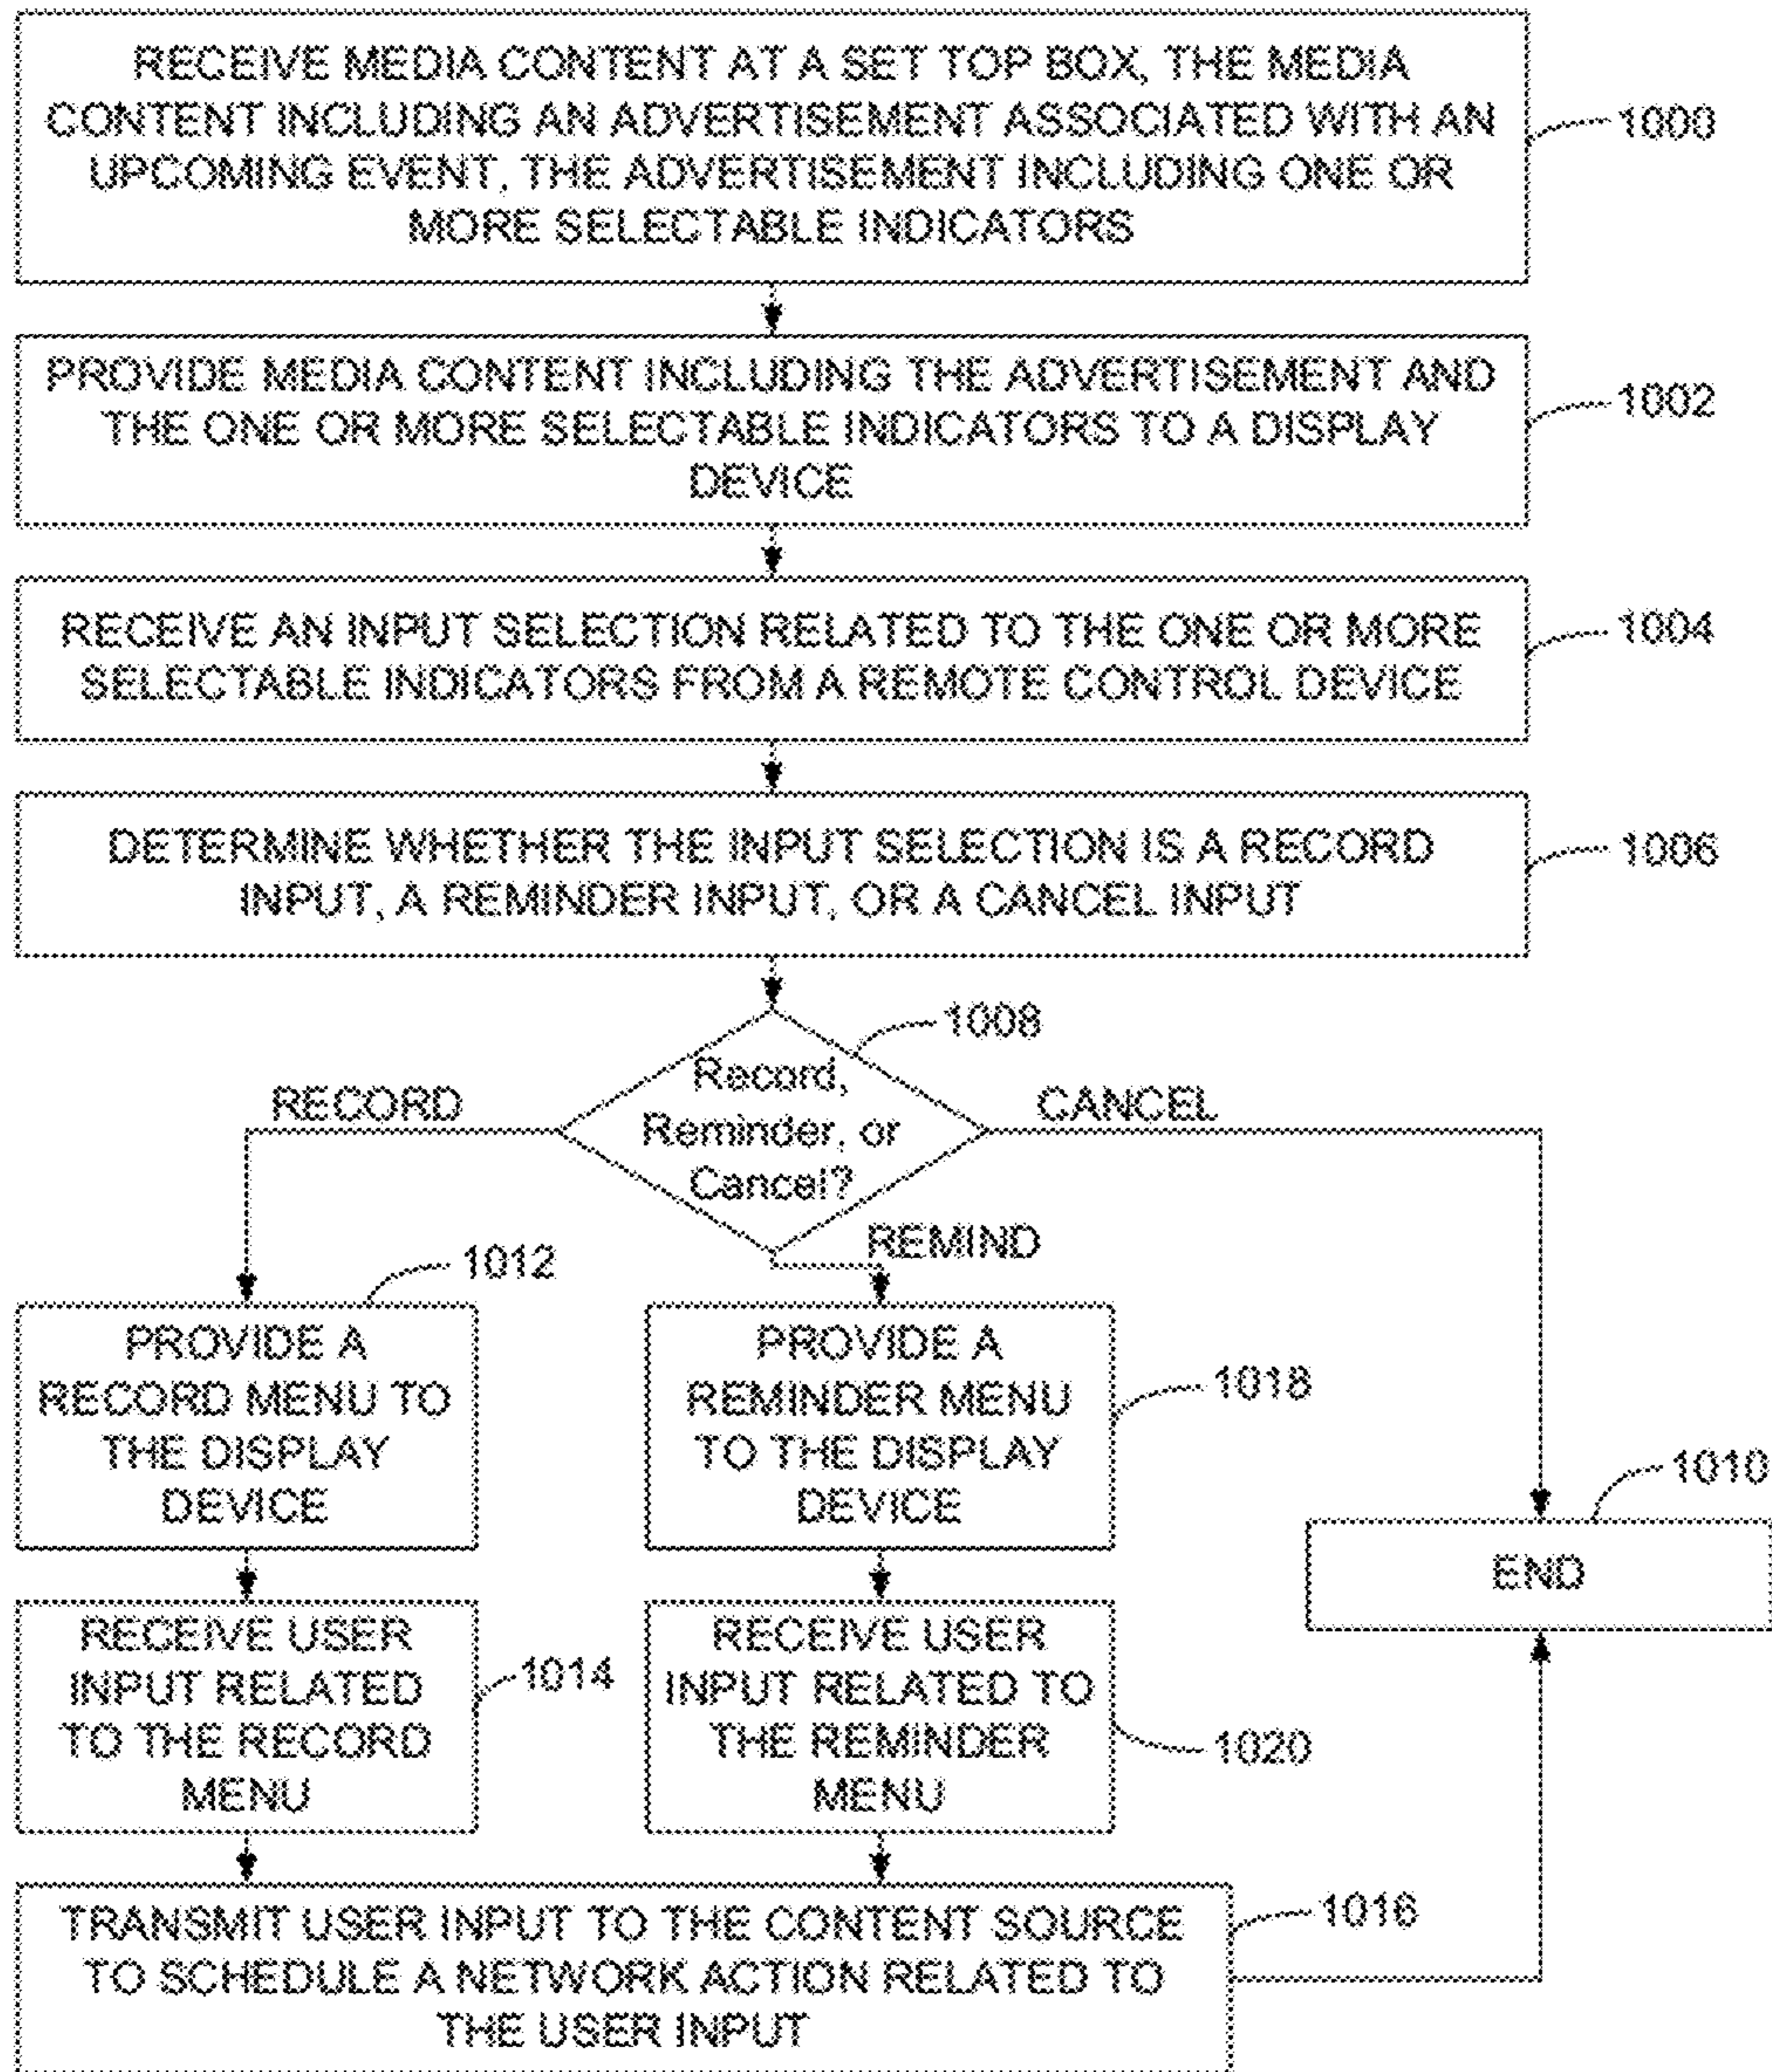 RECEIVE MEDIA CONTENT AT A SET TOP BOX, THE MEDIA
CONTENT INCLUDING AN ADVERTISEMENT ASSOCIATED WITH AN
UPCOMING EVENT, THE ADVERTISEMENT INCLUDING ONE OR
MORE SELECTABLE INDICATORS
1000
PROVIDE MEDIA CONTENT INCLUDING THE ADVERTISEMENT AND
THE ONE OR MORE SELECTABLE INDICATORS TO A DISPLAY
DEVICE
1002
RECEIVE AN INPUT SELECTION RELATED TO THE ONE OR MORE
SELECTABLE INDICATORS FROM A REMOTE CONTROL DEVICE
1004
DETERMINE WHETHER THE INPUT SELECTION IS A RECORD
INPUT, A REMINDER INPUT, OR A CANCEL INPUT
1006
1008
Record,
Reminder, or
Cancel?
RECORD
CANCEL
REMIND
1012
PROVIDE A
RECORD MENU TO
THE DISPLAY
DEVICE
PROVIDE A
REMINDER MENU
TO THE DISPLAY
DEVICE
1018
1010
END
RECEIVE USER
INPUT RELATED
TO THE RECORD
MENU
1014
RECEIVE USER
INPUT RELATED TO
THE REMINDER
MENU
1020
TRANSMIT USER INPUT TO THE CONTENT SOURCE
TO SCHEDULE A NETWORK ACTION RELATED TO
THE USER INPUT
1016